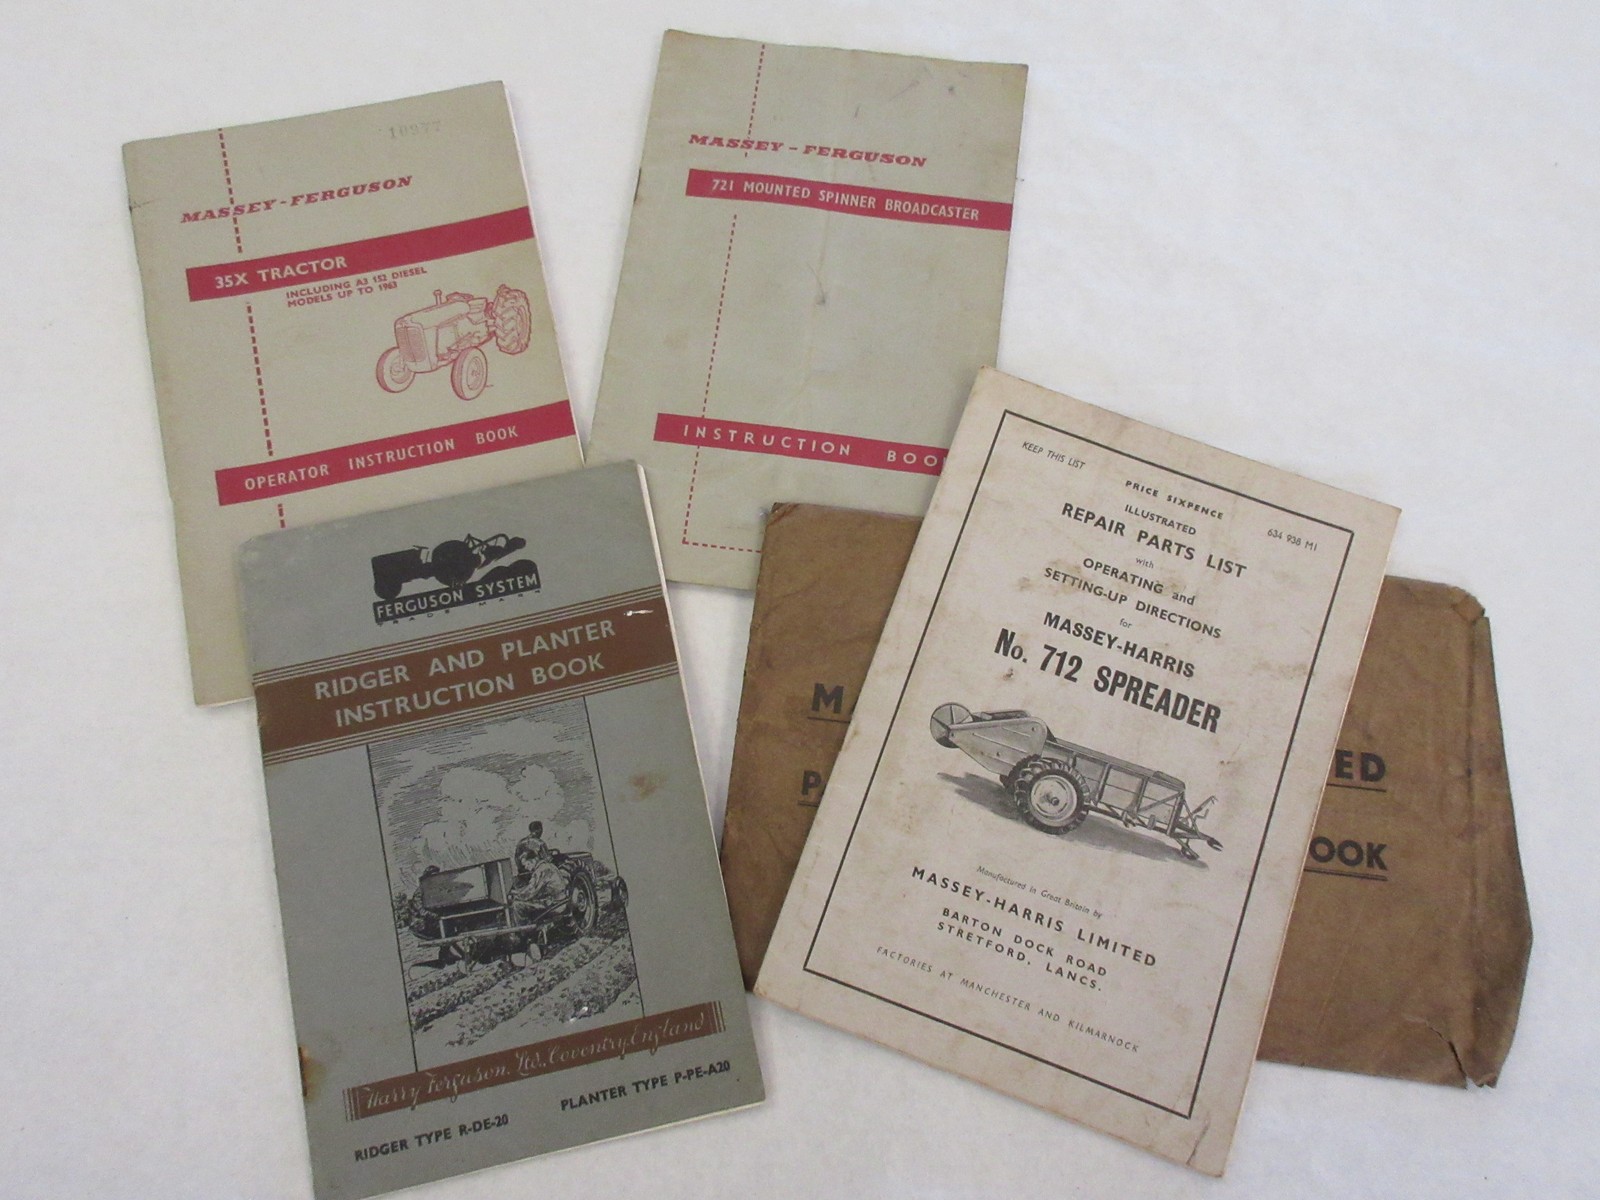 10977
MASSEY-FERGUSON
35X TRACTOR
INCLUDING A3 152 DIESEL
MODELS UP TO 1963
OPERATOR INSTRUCTION BOOK
MASSEY-FERGUSON
721 MOUNTED SPINNER BROADCASTER
INSTRUCTION BOO
FERGUSON SYSTEM
TRADE MARK
RIDGER AND PLANTER
INSTRUCTION BOOK
Harry Ferguson, Ltd., Coventry, England
RIDGER TYPE R-DE-20
PLANTER TYPE P-PE-A20
KEEP THIS LIST
PRICE SIXPENCE
634 938 M1
ILLUSTRATED
REPAIR PARTS LIST
with
OPERATING and
SETTING-UP DIRECTIONS
for
MASSEY-HARRIS
No. 712 SPREADER
Manufactured in Great Britain by
MASSEY-HARRIS LIMITED
BARTON DOCK ROAD
STRETFORD, LANCS.
FACTORIES AT MANCHESTER AND KILMARNOCK
MA
ED
P
OOK